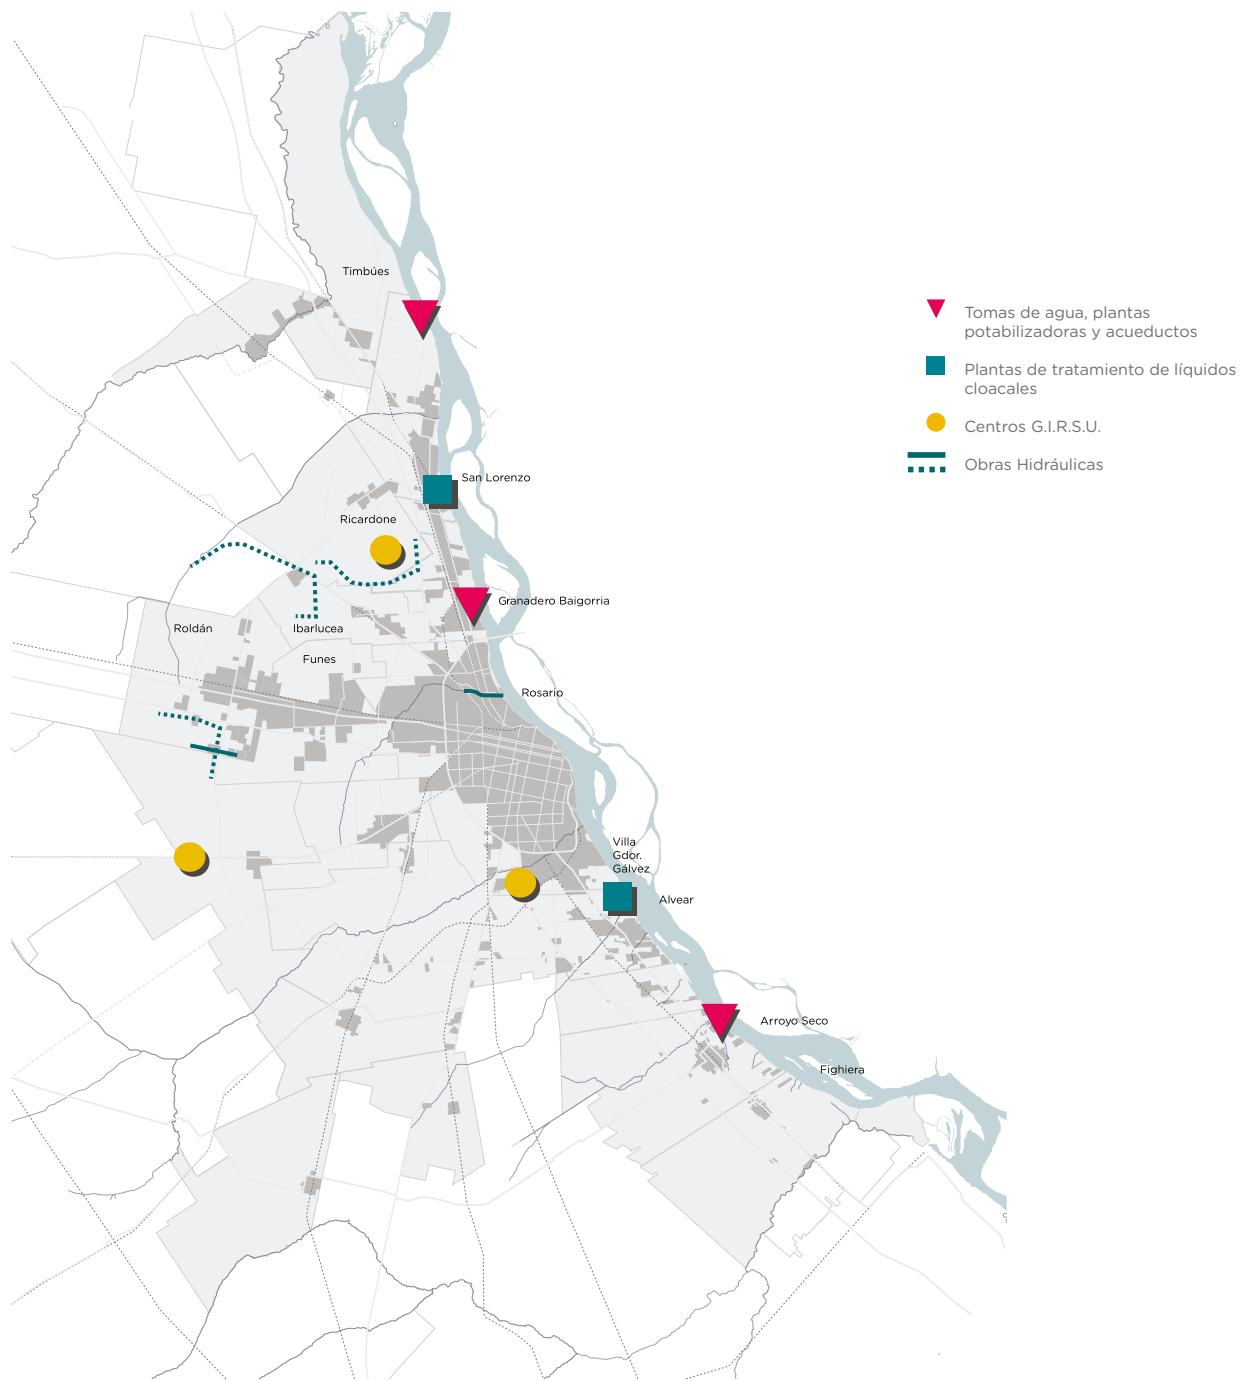 Timbúes
Tomas de agua, plantas
potabilizadoras y acueductos
Plantas de tratamiento de líquidos
cloacales
Centros G.I.R.S.U.
Obras Hidráulicas
San Lorenzo
Ricardone
Granadero Baigorria
Roldán
Ibarlucea
Funes
Rosario
Villa
Gdor.
Gálvez
Alvear
Arroyo Seco
Fighiera